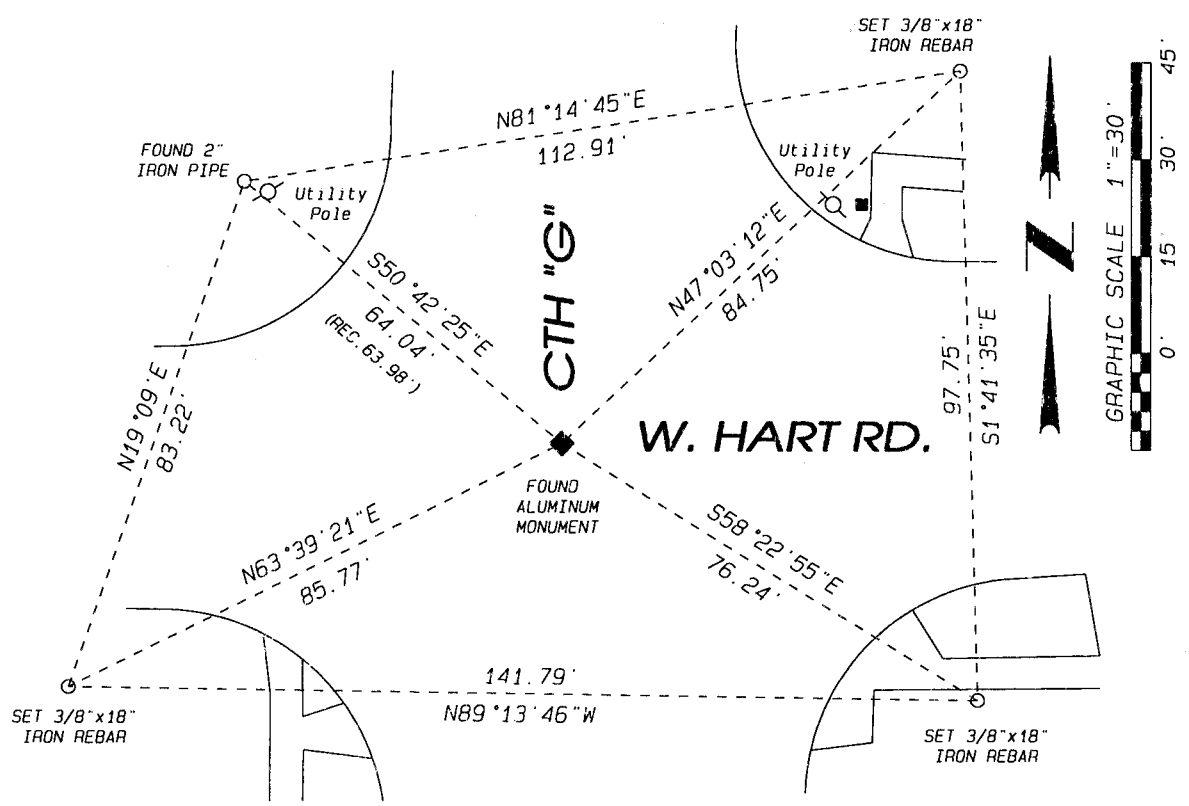 SET 3/8"x18"
IRON REBAR
N81°14'45"E
112.91'
FOUND 2"
IRON PIPE
Utility
Pole
Utility
Pole
CTH "G"
S50°42'25"E
64.04'
(REC.63.98')
N47°03'12"E
84.75'
N19°09'E
83.22'
97.75'
S1°41'35"E
W. HART RD.
FOUND
ALUMINUM
MONUMENT
N63°39'21"E
85.77'
S58°22'55"E
76.24'
141.79'
N89°13'46"W
SET 3/8"x18"
IRON REBAR
SET 3/8"x18"
IRON REBAR
N
GRAPHIC SCALE 1"=30'
45'
30'
15'
0'